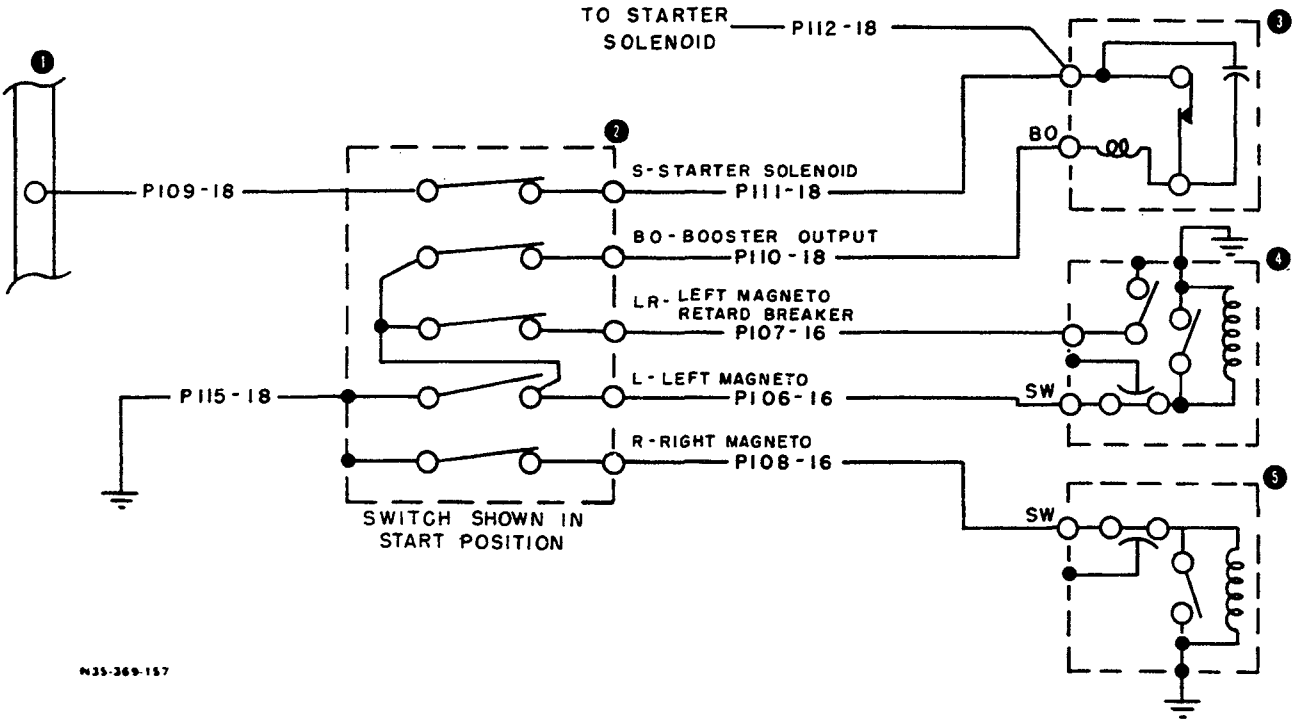 TO STARTER
SOLENOID
P112-18
3
1
BO
2
S-STARTER SOLENOID
P109-18
P111-18
BO-BOOSTER OUTPUT
P110-18
4
LR-LEFT MAGNETO
RETARD BREAKER
P107-16
L-LEFT MAGNETO
P115-18
P106-16
SW
R-RIGHT MAGNETO
P108-16
5
SW
SWITCH SHOWN IN
START POSITION
N35-369-157